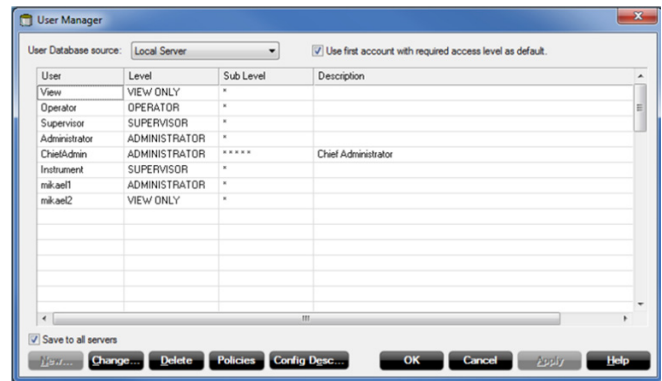 User Manager
User Database source: Local Server Use first account with required access level as default.
User Level Sub Level Description
View VIEW ONLY *
Operator OPERATOR *
Supervisor SUPERVISOR *
Administrator ADMINISTRATOR *
ChiefAdmin ADMINISTRATOR * * * * * Chief Administrator
Instrument SUPERVISOR *
mikael1 ADMINISTRATOR *
mikael2 VIEW ONLY *
Save to all servers
New... Change... Delete Policies Config Desc... OK Cancel Apply Help